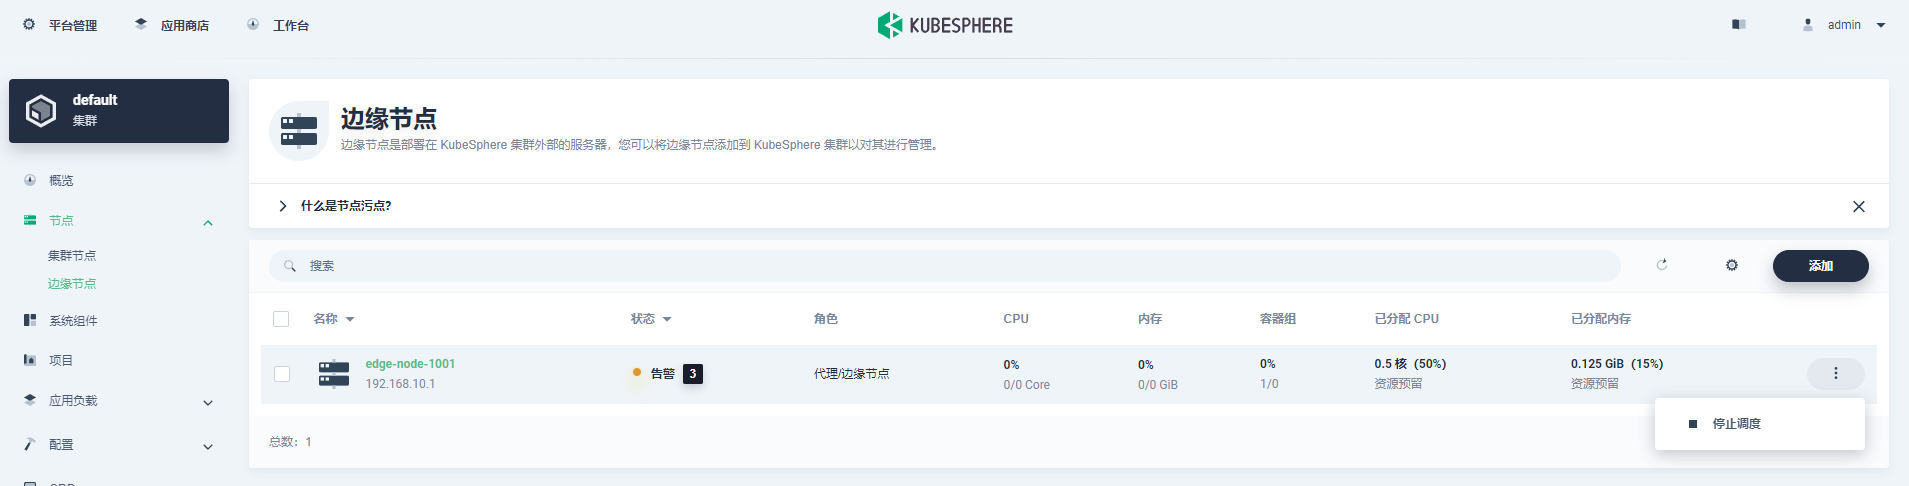 平台管理 应用商店 工作台 KUBESPHERE admin
default
集群
概览
节点
集群节点
边缘节点
系统组件
项目
应用负载
配置
边缘节点
边缘节点是部署在 KubeSphere 集群外部的服务器，您可以将边缘节点添加到 KubeSphere 集群以对其进行管理。
什么是节点污点?
搜索 添加
名称 状态 角色 CPU 内存 容器组 已分配 CPU 已分配内存
edge-node-1001 告警 3 代理/边缘节点 0% 0% 0% 0.5 核（50%） 0.125 GiB（15%）
192.168.10.1 0/0 Core 0/0 GiB 1/0 资源预留 资源预留
停止调度
总数：1